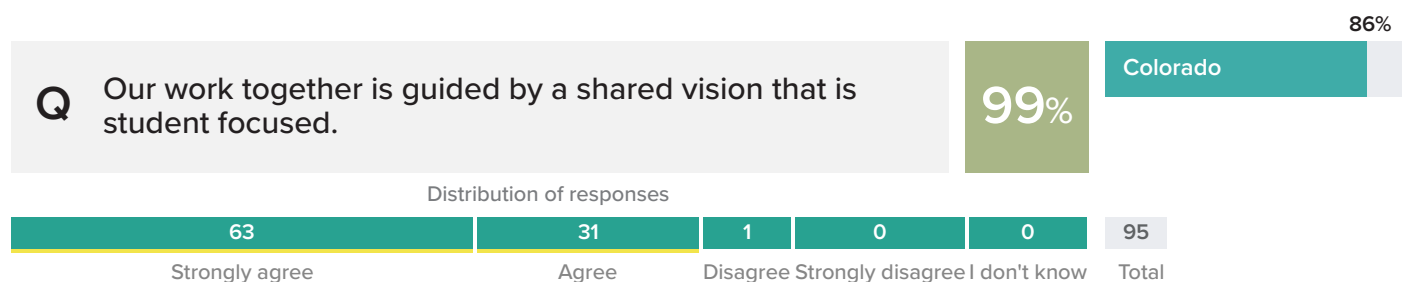 86%
Q
Our work together is guided by a shared vision that is
student focused.
99%
Colorado
Distribution of responses
63 31 1 0 0 95
Strongly agree Agree Disagree Strongly disagree I don't know Total